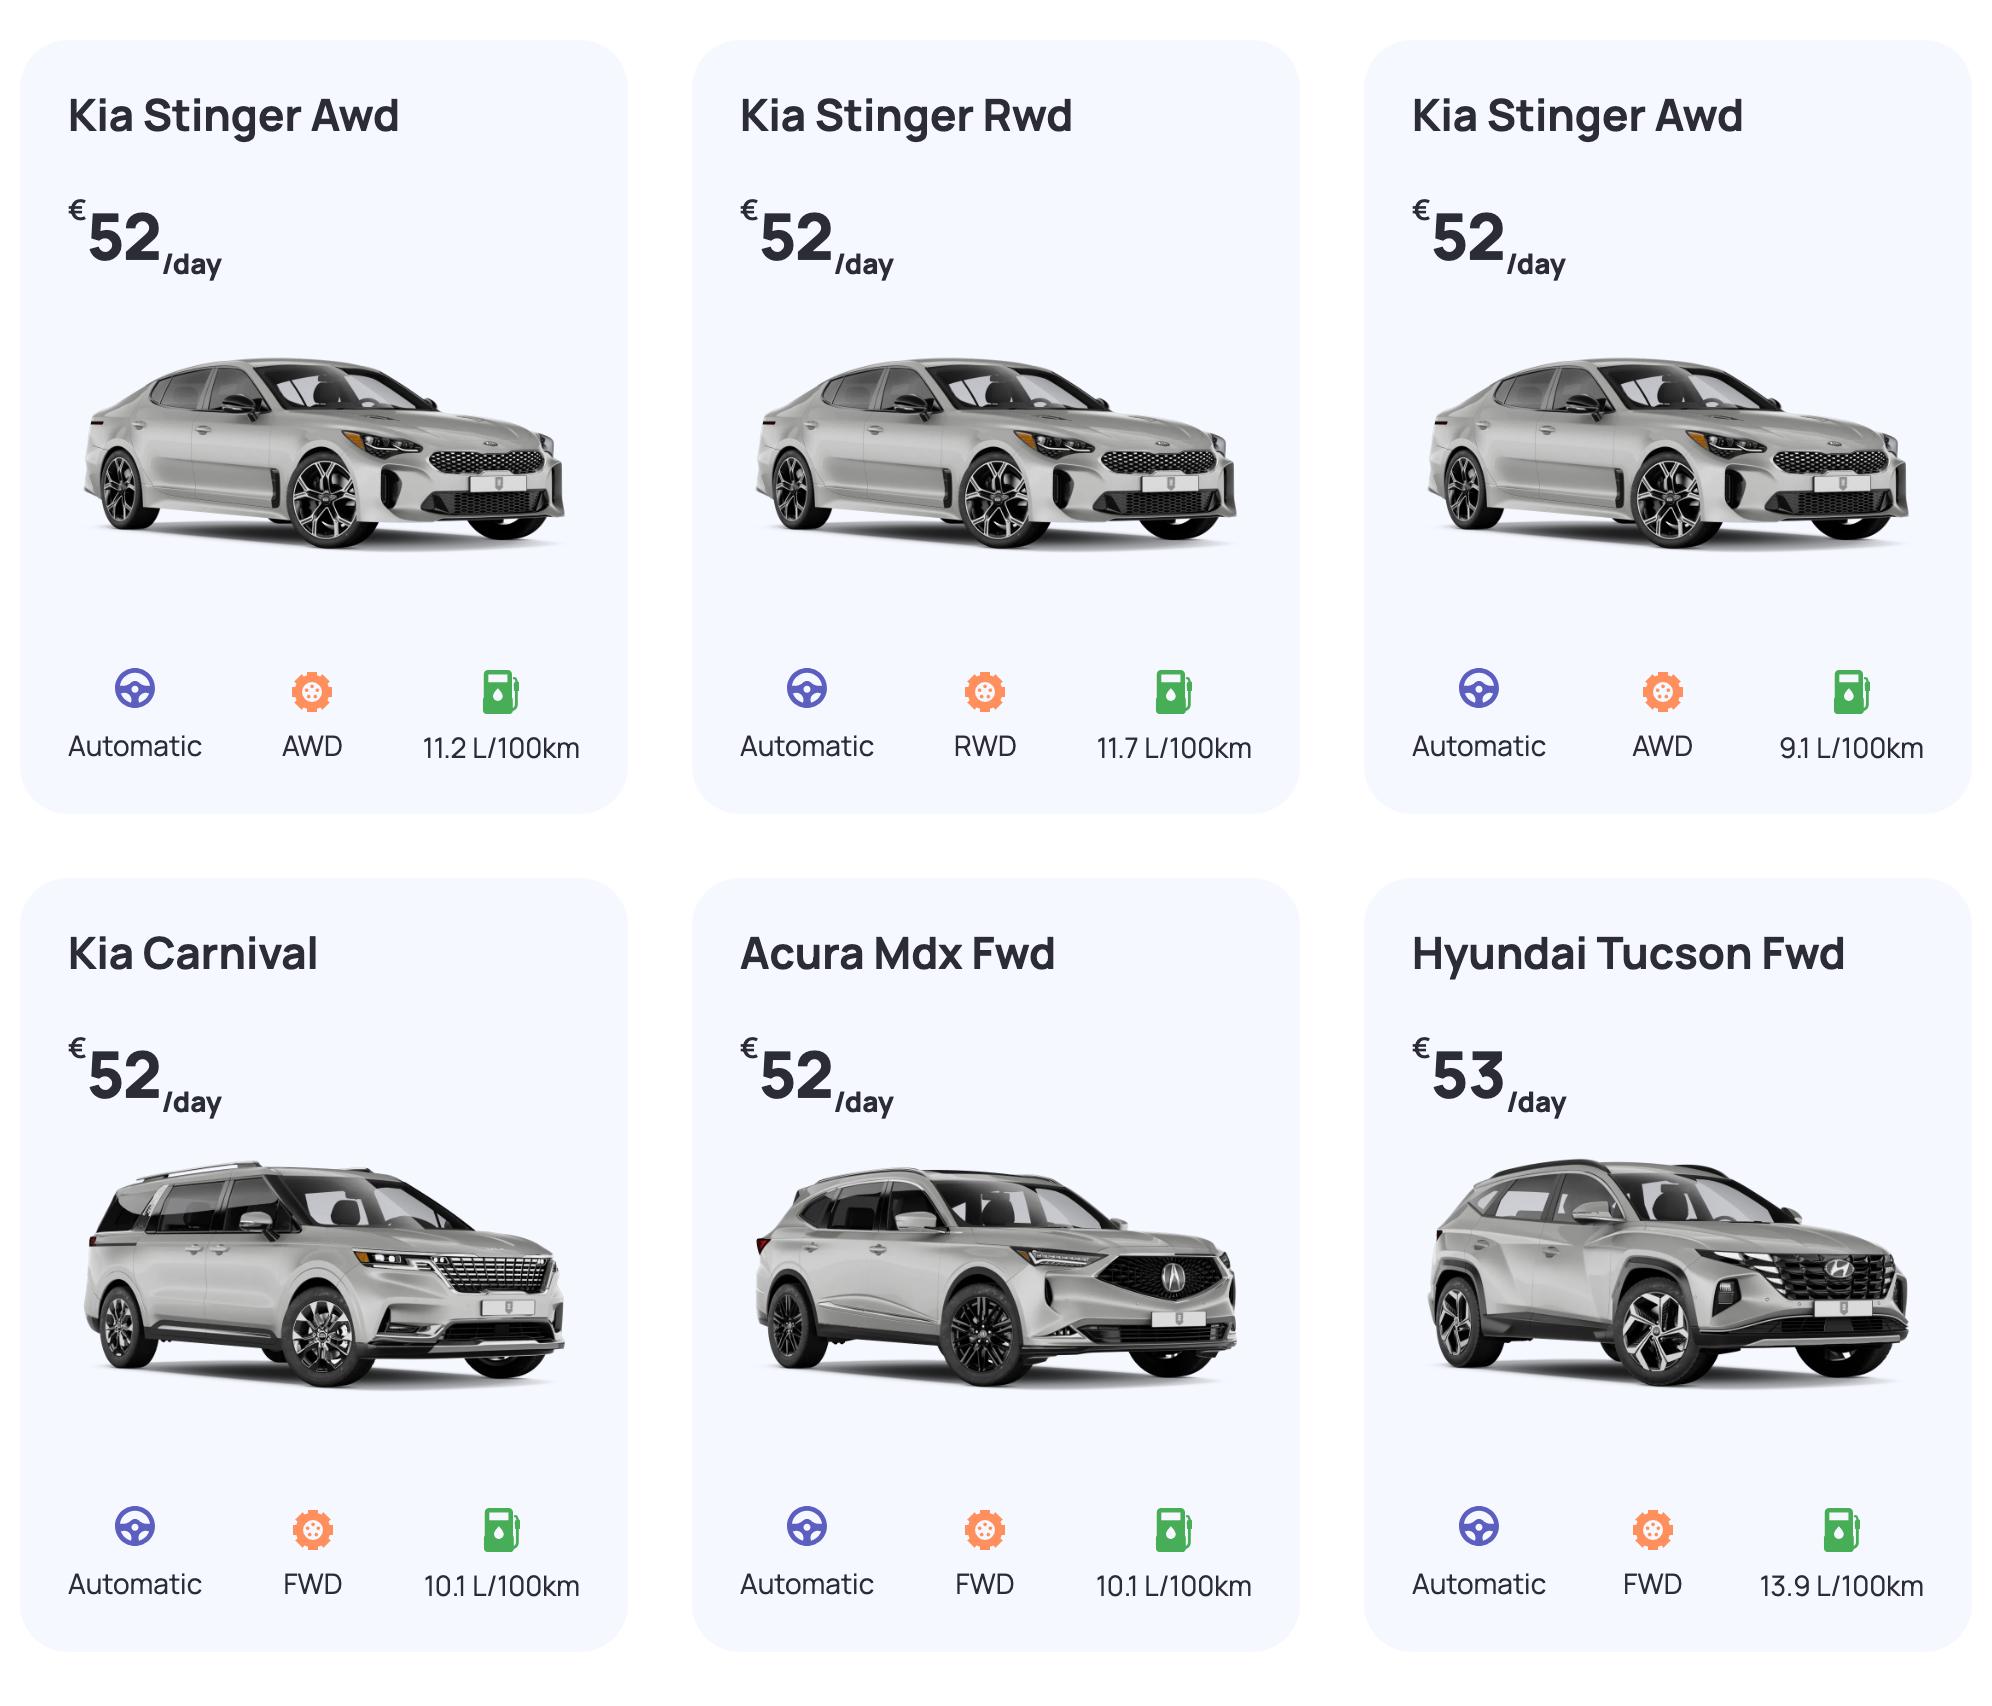 Kia Stinger Awd
€52/day
Automatic AWD 11.2 L/100km
Kia Stinger Rwd
€52/day
Automatic RWD 11.7 L/100km
Kia Stinger Awd
€52/day
Automatic AWD 9.1 L/100km
Kia Carnival
€52/day
Automatic FWD 10.1 L/100km
Acura Mdx Fwd
€52/day
Automatic FWD 10.1 L/100km
Hyundai Tucson Fwd
€53/day
Automatic FWD 13.9 L/100km